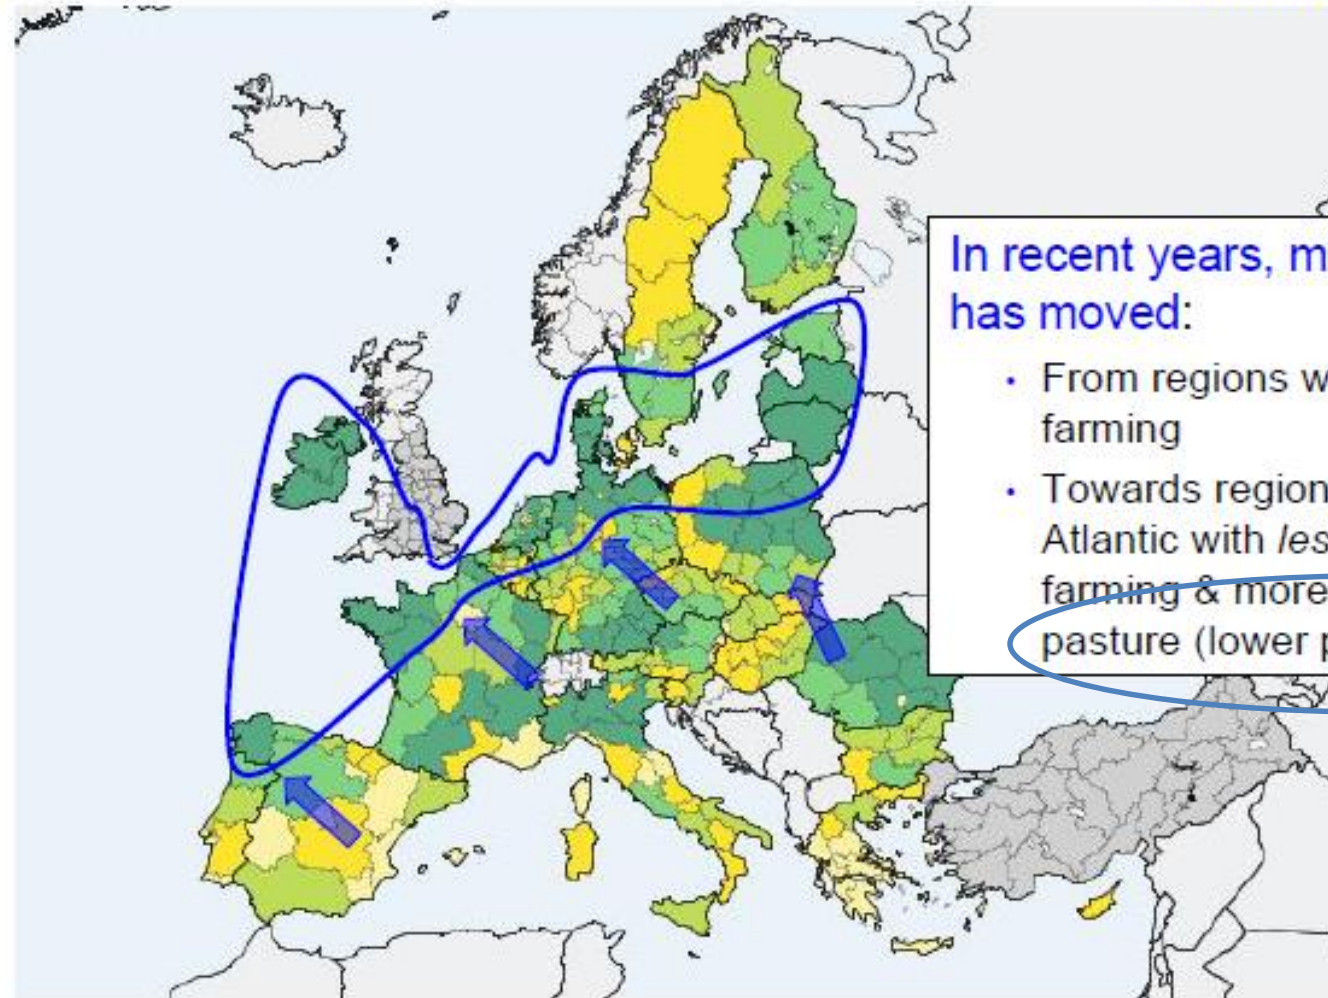 In recent years, m
has moved:
• From regions w
farming
• Towards region
Atlantic with les
farming & more
pasture (lower p